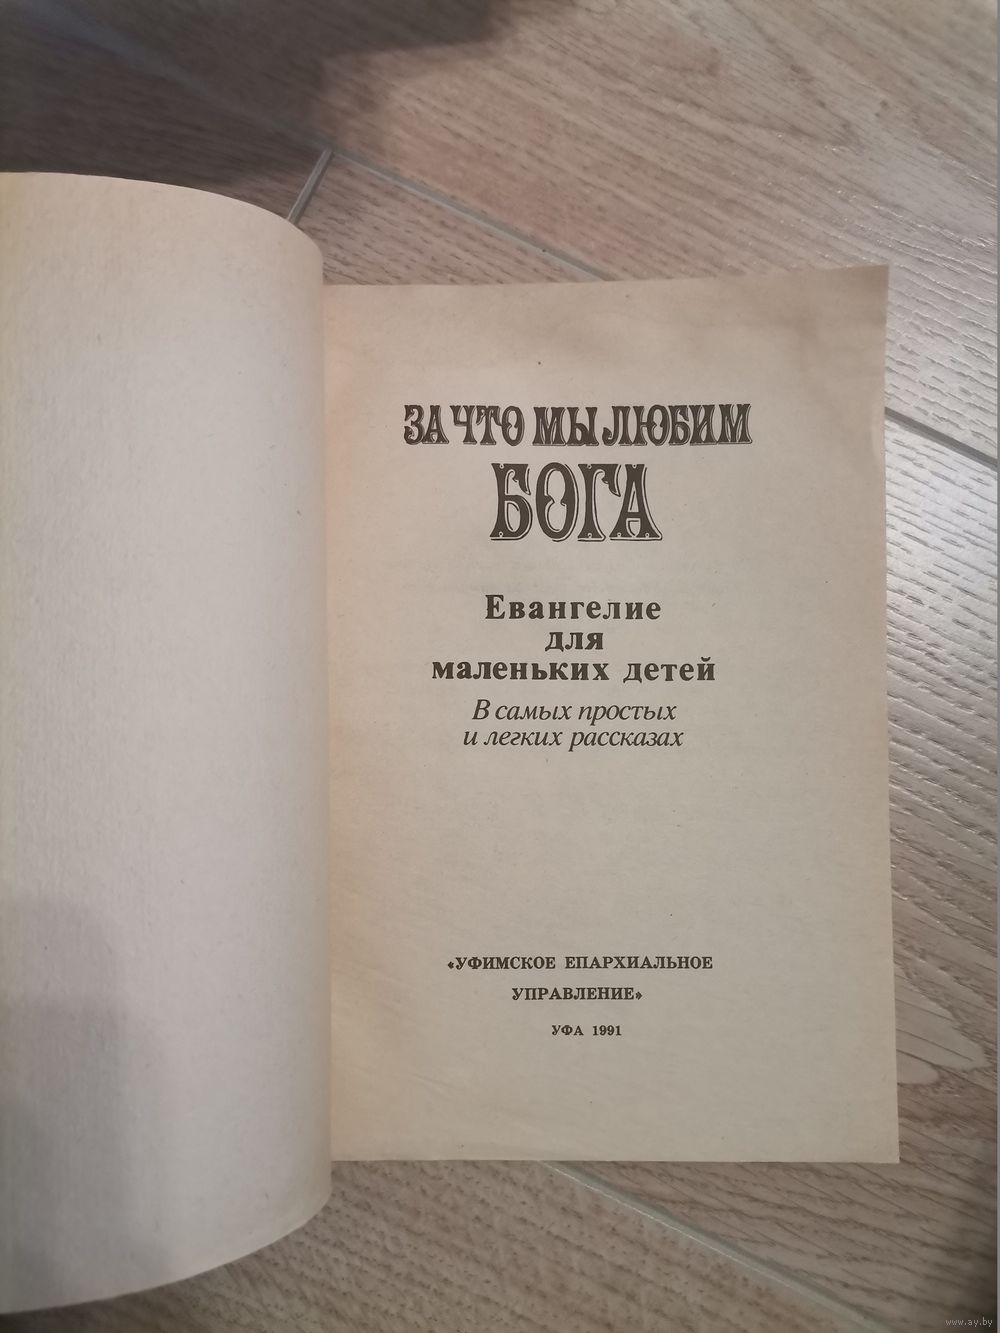 ЗА ЧТО МЫ ЛЮБИМ
БОГА
Евангелие
для
маленьких детей
В самых простых
и легких рассказах
«УФИМСКОЕ ЕПАРХИАЛЬНОЕ
УПРАВЛЕНИЕ»
УФА 1991
www.ay.by